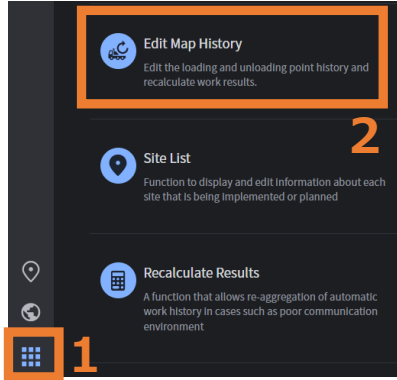 Edit Map History
Edit the loading and unloading point history and
recalculate work results.
2
Site List
Function to display and edit information about each
site that is being implemented or planned
Recalculate Results
A function that allows re-aggregation of automatic
work history in cases such as poor communication
environment
1